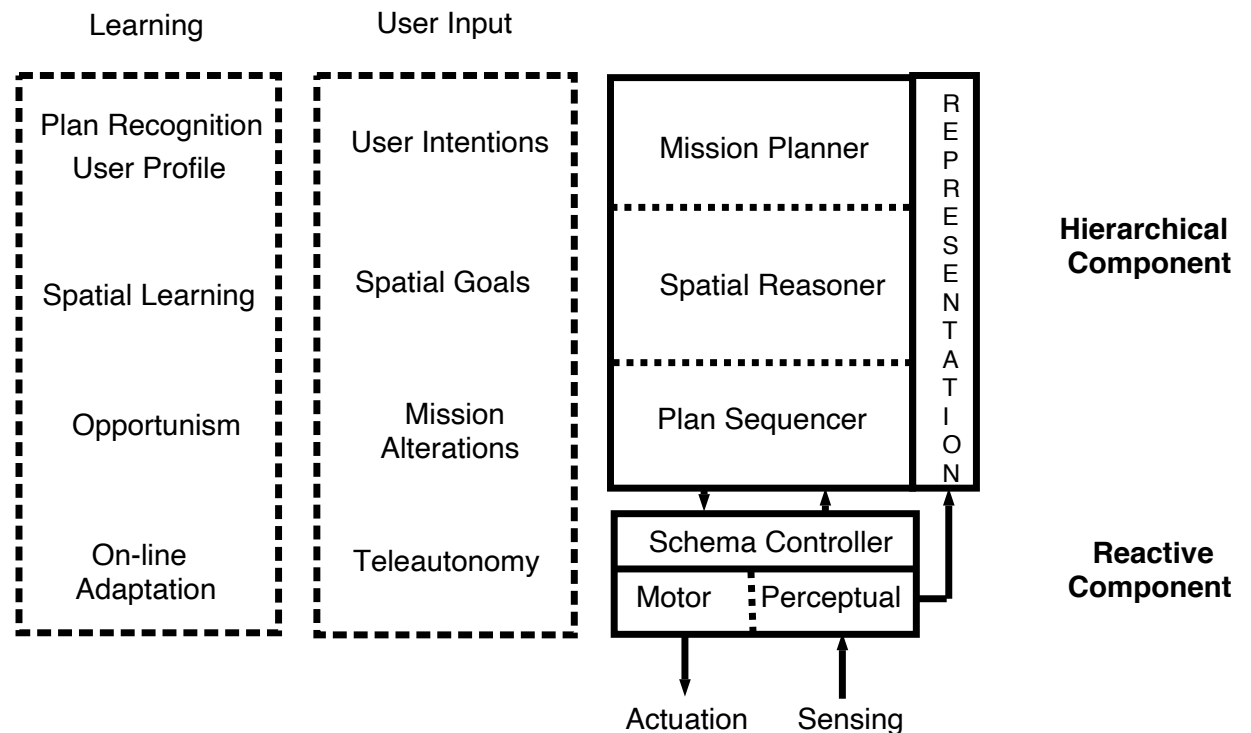 Learning
User Input
Plan Recognition
User Profile
Spatial Learning
Opportunism
On-line
Adaptation
User Intentions
Spatial Goals
Mission
Alterations
Teleautonomy
Mission Planner
Spatial Reasoner
Plan Sequencer
REPRESENTATION
Schema Controller
Motor
Perceptual
Actuation
Sensing
Hierarchical
Component
Reactive
Component